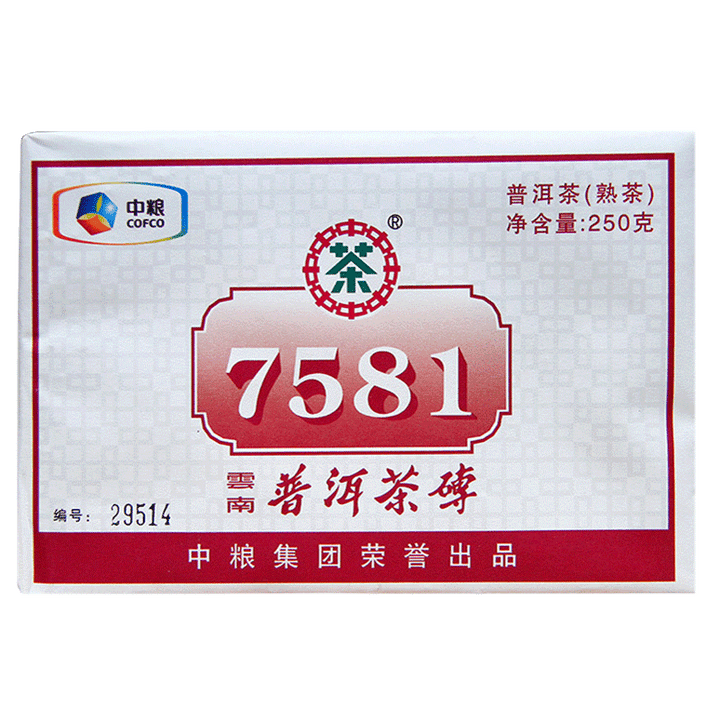 中粮
COFCO
普洱茶(熟茶)
净含量:250克
茶®
7581
雲南
普洱茶磚
编号: 29514
中粮集团荣誉出品